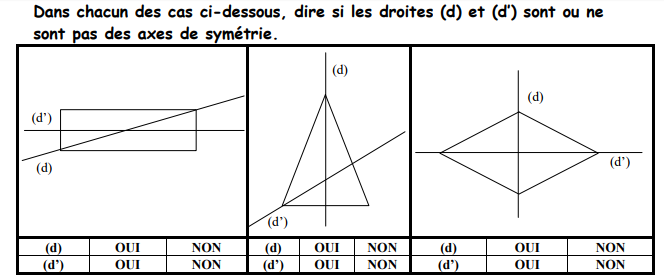 Dans chacun des cas ci-dessous, dire si les droites (d) et (d’) sont ou ne
sont pas des axes de symétrie.
(d’)
(d)
(d)
(d’)
(d)
(d’)
(d) OUI NON (d) OUI NON (d) OUI NON
(d’) OUI NON (d’) OUI NON (d’) OUI NON